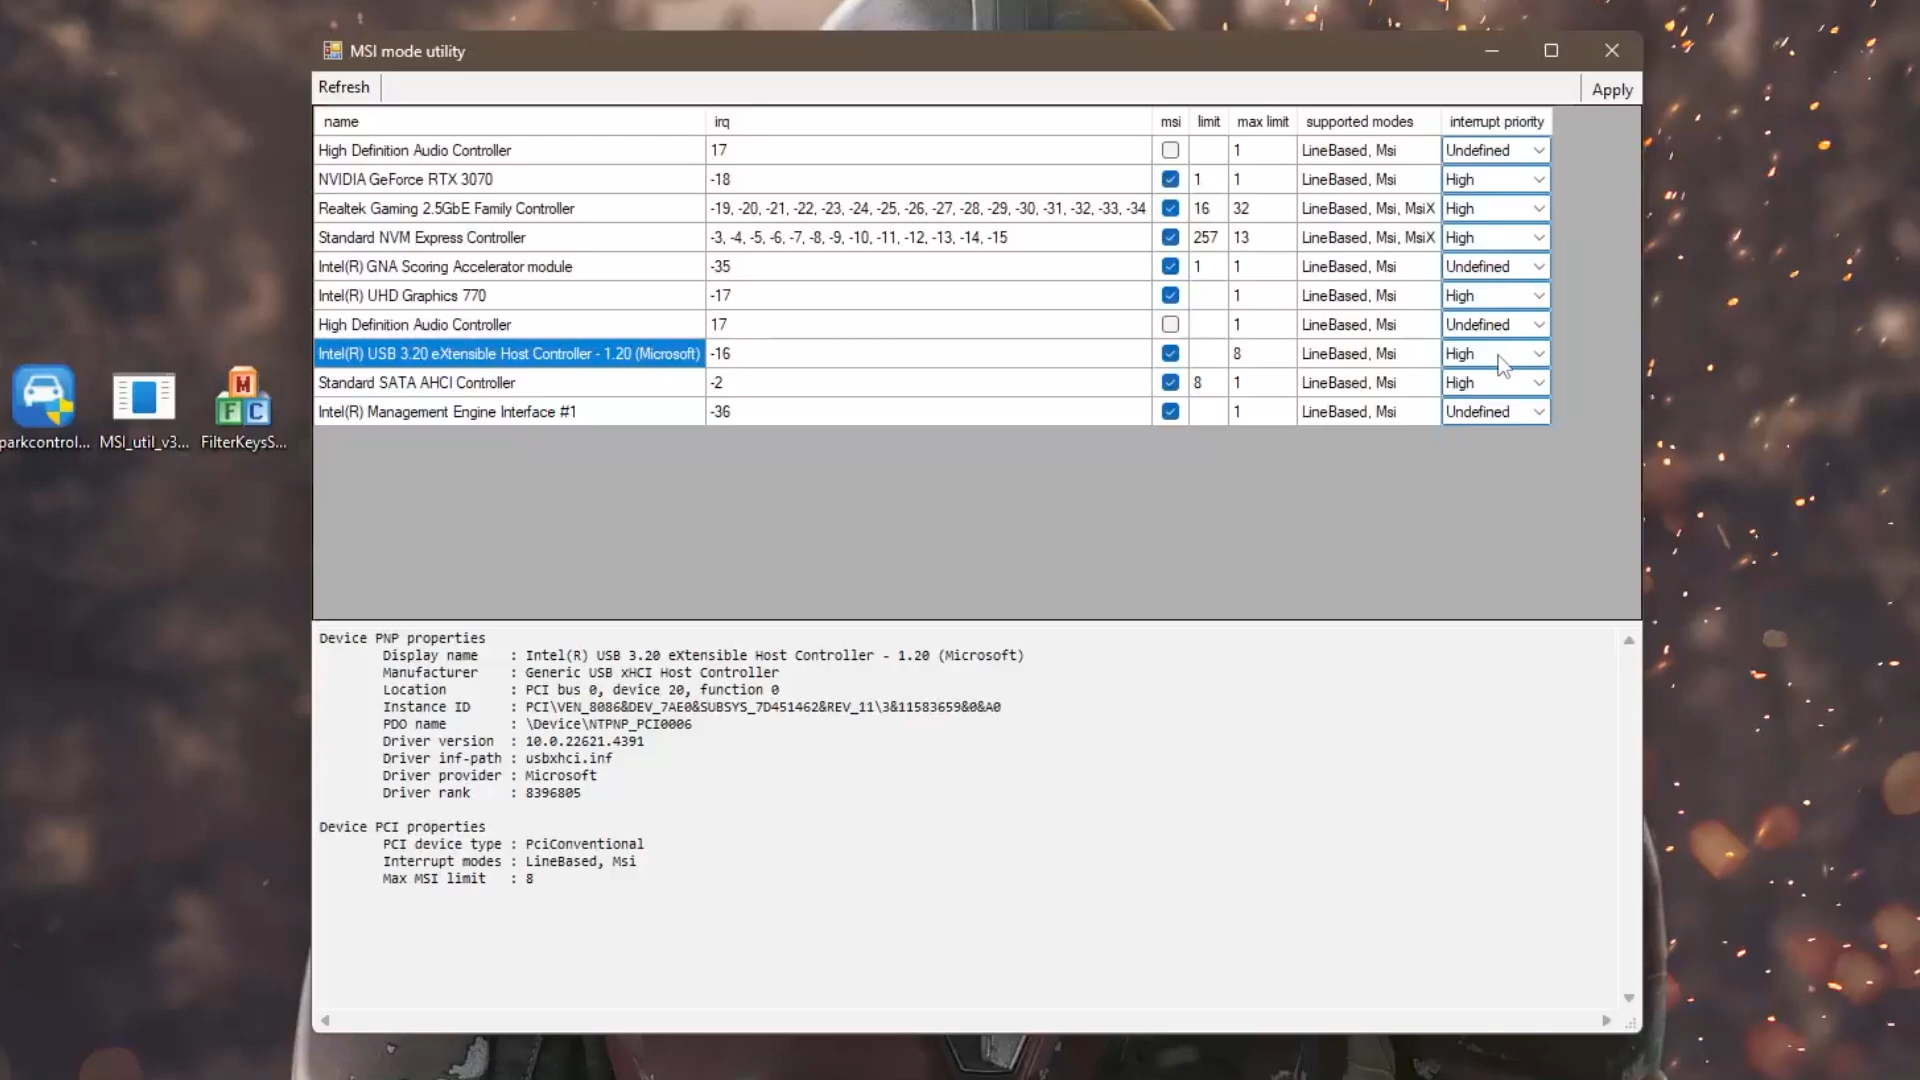 MSI mode utility
Refresh Apply
name irq msi limit max limit supported modes interrupt priority
High Definition Audio Controller 17 1 LineBased, Msi Undefined
NVIDIA GeForce RTX 3070 -18 1 1 LineBased, Msi High
Realtek Gaming 2.5GbE Family Controller -19, -20, -21, -22, -23, -24, -25, -26, -27, -28, -29, -30, -31, -32, -33, -34 16 32 LineBased, Msi, MsiX High
Standard NVM Express Controller -3, -4, -5, -6, -7, -8, -9, -10, -11, -12, -13, -14, -15 257 13 LineBased, Msi, MsiX High
Intel(R) GNA Scoring Accelerator module -35 1 1 LineBased, Msi Undefined
Intel(R) UHD Graphics 770 -17 1 LineBased, Msi High
High Definition Audio Controller 17 1 LineBased, Msi Undefined
Intel(R) USB 3.20 eXtensible Host Controller - 1.20 (Microsoft) -16 8 LineBased, Msi High
Standard SATA AHCI Controller -2 8 1 LineBased, Msi High
Intel(R) Management Engine Interface #1 -36 1 LineBased, Msi Undefined
M
F C
parkcontrol... MSI_util_v3... FilterKeysS...
Device PNP properties
Display name : Intel(R) USB 3.20 eXtensible Host Controller - 1.20 (Microsoft)
Manufacturer : Generic USB xHCI Host Controller
Location : PCI bus 0, device 20, function 0
Instance ID : PCI\VEN_8086&DEV_7AE0&SUBSYS_7D451462&REV_11\3&11583659&0&A0
PDO name : \Device\NTPNP_PCI0006
Driver version : 10.0.22621.4391
Driver inf-path : usbxhci.inf
Driver provider : Microsoft
Driver rank : 8396805
Device PCI properties
PCI device type : PciConventional
Interrupt modes : LineBased, Msi
Max MSI limit : 8